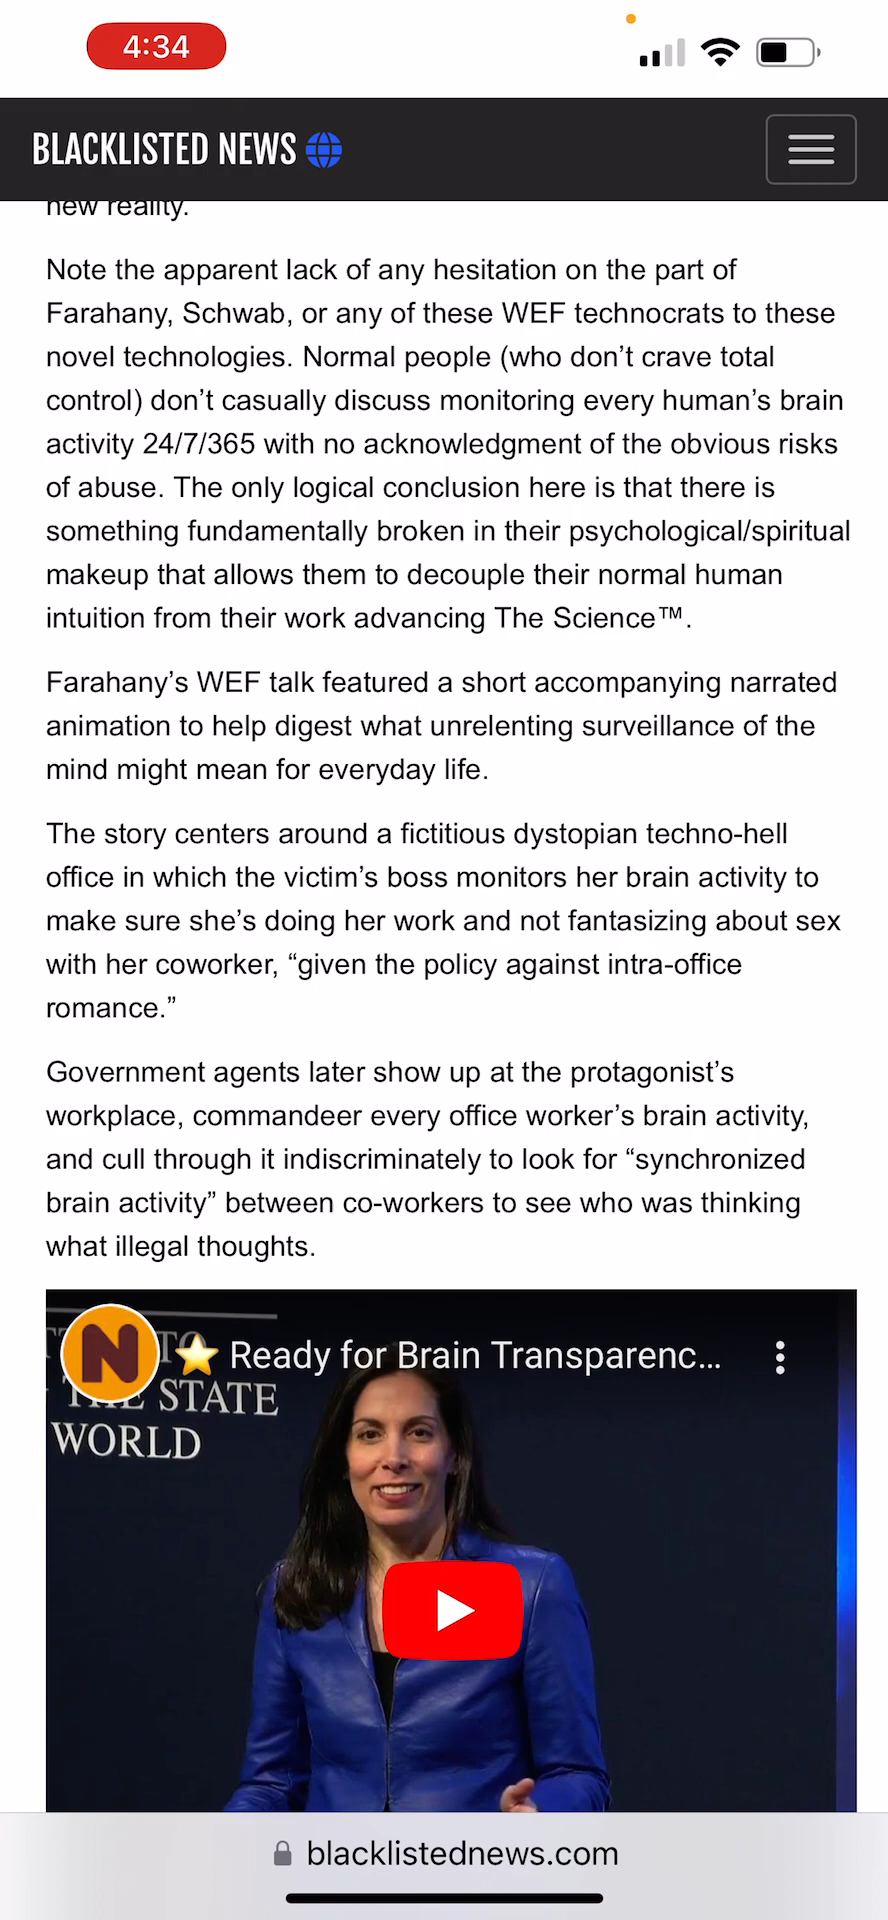 4:34
BLACKLISTED NEWS
new reality.
Note the apparent lack of any hesitation on the part of
Farahany, Schwab, or any of these WEF technocrats to these
novel technologies. Normal people (who don’t crave total
control) don’t casually discuss monitoring every human’s brain
activity 24/7/365 with no acknowledgment of the obvious risks
of abuse. The only logical conclusion here is that there is
something fundamentally broken in their psychological/spiritual
makeup that allows them to decouple their normal human
intuition from their work advancing The Science™.
Farahany’s WEF talk featured a short accompanying narrated
animation to help digest what unrelenting surveillance of the
mind might mean for everyday life.
The story centers around a fictitious dystopian techno-hell
office in which the victim’s boss monitors her brain activity to
make sure she’s doing her work and not fantasizing about sex
with her coworker, “given the policy against intra-office
romance.”
Government agents later show up at the protagonist’s
workplace, commandeer every office worker’s brain activity,
and cull through it indiscriminately to look for “synchronized
brain activity” between co-workers to see who was thinking
what illegal thoughts.
N ⭐ Ready for Brain Transparenc...
THE STATE
WORLD
blacklistednews.com